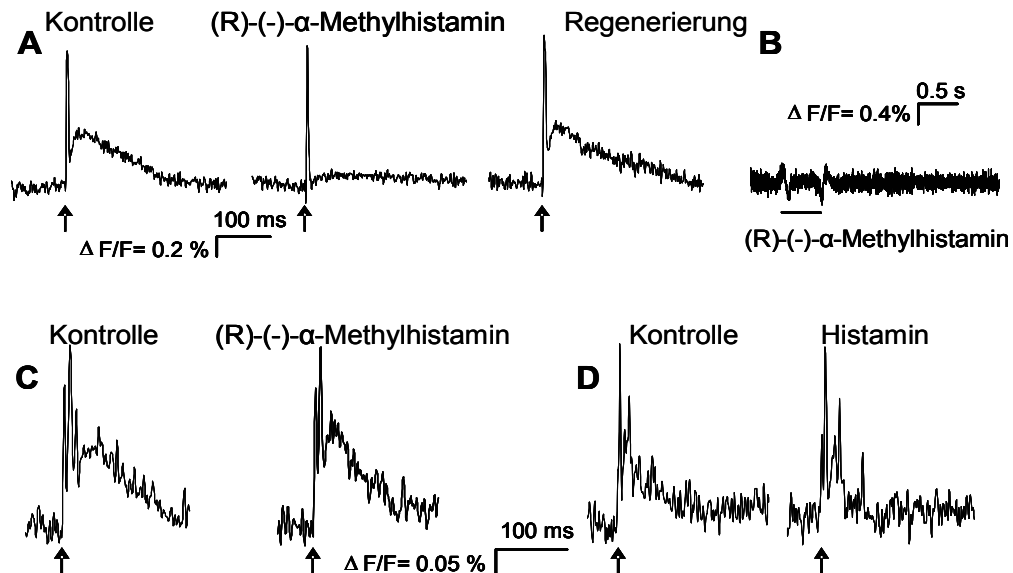 A
Kontrolle
(R)-(-)-α-Methylhistamin
Regenerierung
100 ms
Δ F/F= 0.2 %
B
0.5 s
Δ F/F= 0.4%
(R)-(-)-α-Methylhistamin
C
Kontrolle
(R)-(-)-α-Methylhistamin
100 ms
Δ F/F= 0.05 %
D
Kontrolle
Histamin